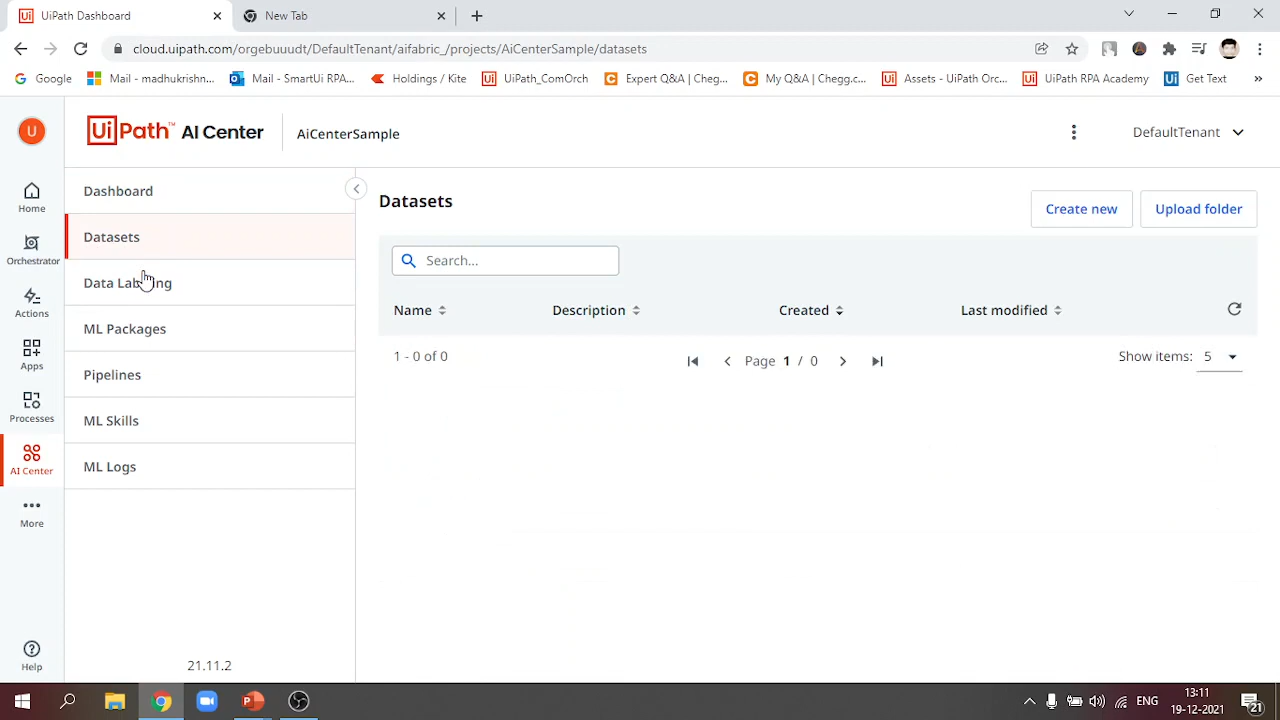 UiPath Dashboard
New Tab
cloud.uipath.com/orgebuuudt/DefaultTenant/aifabric_/projects/AiCenterSample/datasets
Google
Mail - madhukrishn...
Mail - SmartUi RPA...
Holdings / Kite
UiPath_ComOrch
Expert Q&A | Chegg...
My Q&A | Chegg.c...
Assets - UiPath Orc...
UiPath RPA Academy
Get Text
»
U
UiPath™ AI Center
AiCenterSample
DefaultTenant
Home
Orchestrator
Actions
Apps
Processes
AI Center
More
Help
Dashboard
Datasets
Data Labeling
ML Packages
Pipelines
ML Skills
ML Logs
21.11.2
Datasets
Create new
Upload folder
Search...
Name
Description
Created
Last modified
1 - 0 of 0
Page 1 / 0
Show items: 5
ENG
13:11
19-12-2021
21